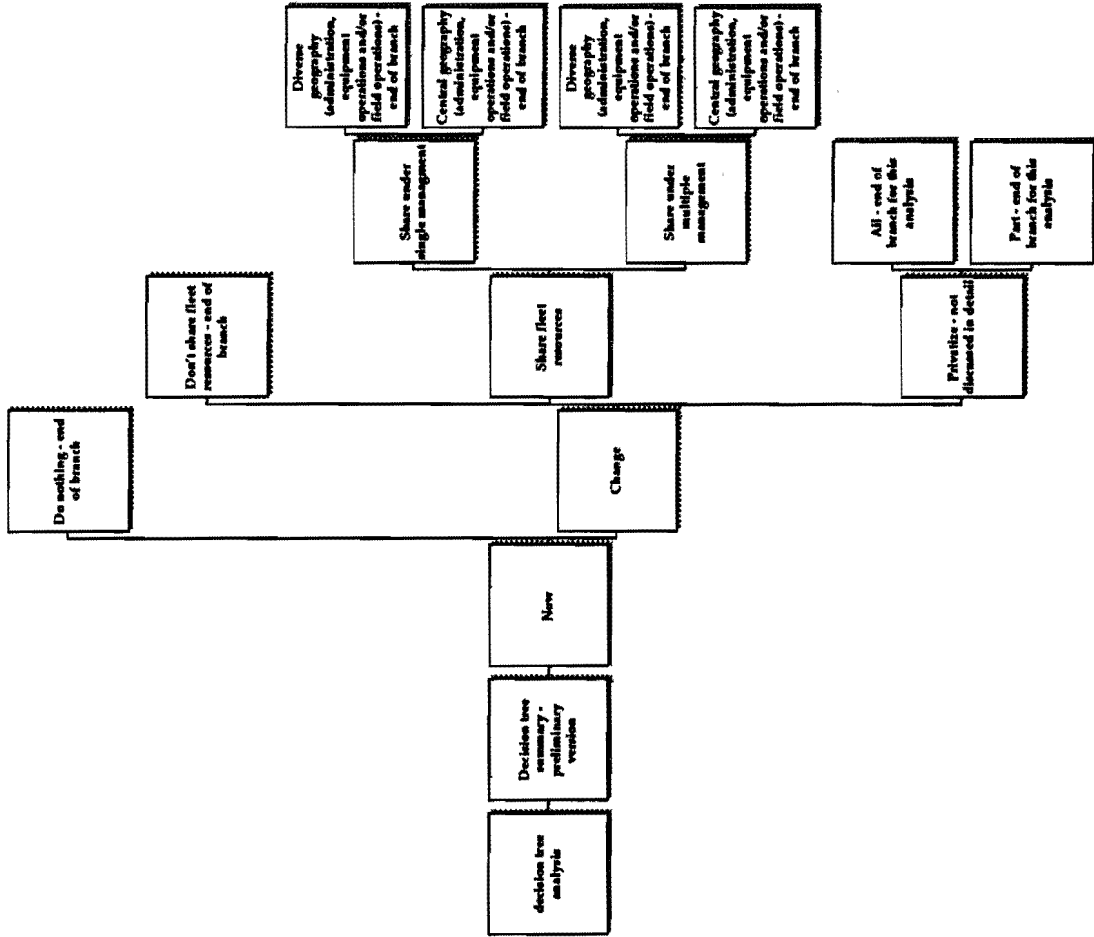 decision tree
analysis
Decision tree
summary -
preliminary
version
Now
Change
Do nothing - end
of branch
Privatize - not
discussed in detail
Share fleet
resources
Don't share fleet
resources - end of
branch
Part - end of
branch for this
analysis
All - end of
branch for this
analysis
Share under
multiple
management
Share under
single managment
Central geography
(administration,
equipment
operations and/or
field operations) -
end of branch
Diverse
geography
(administration,
equipment
operations and/or
field operations) -
end of branch
Central geography
(administration,
equipment
operations and/or
field operations) -
end of branch
Diverse
geography
(administration,
equipment
operations and/or
field operations) -
end of branch